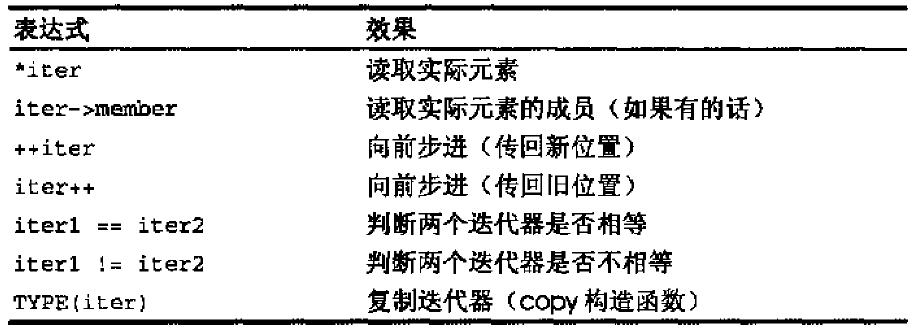 表达式 效果
*iter 读取实际元素
iter->member 读取实际元素的成员（如果有的话）
++iter 向前步进（传回新位置）
iter++ 向前步进（传回旧位置）
iter1 == iter2 判断两个迭代器是否相等
iter1 != iter2 判断两个迭代器是否不相等
TYPE(iter) 复制迭代器（copy 构造函数）